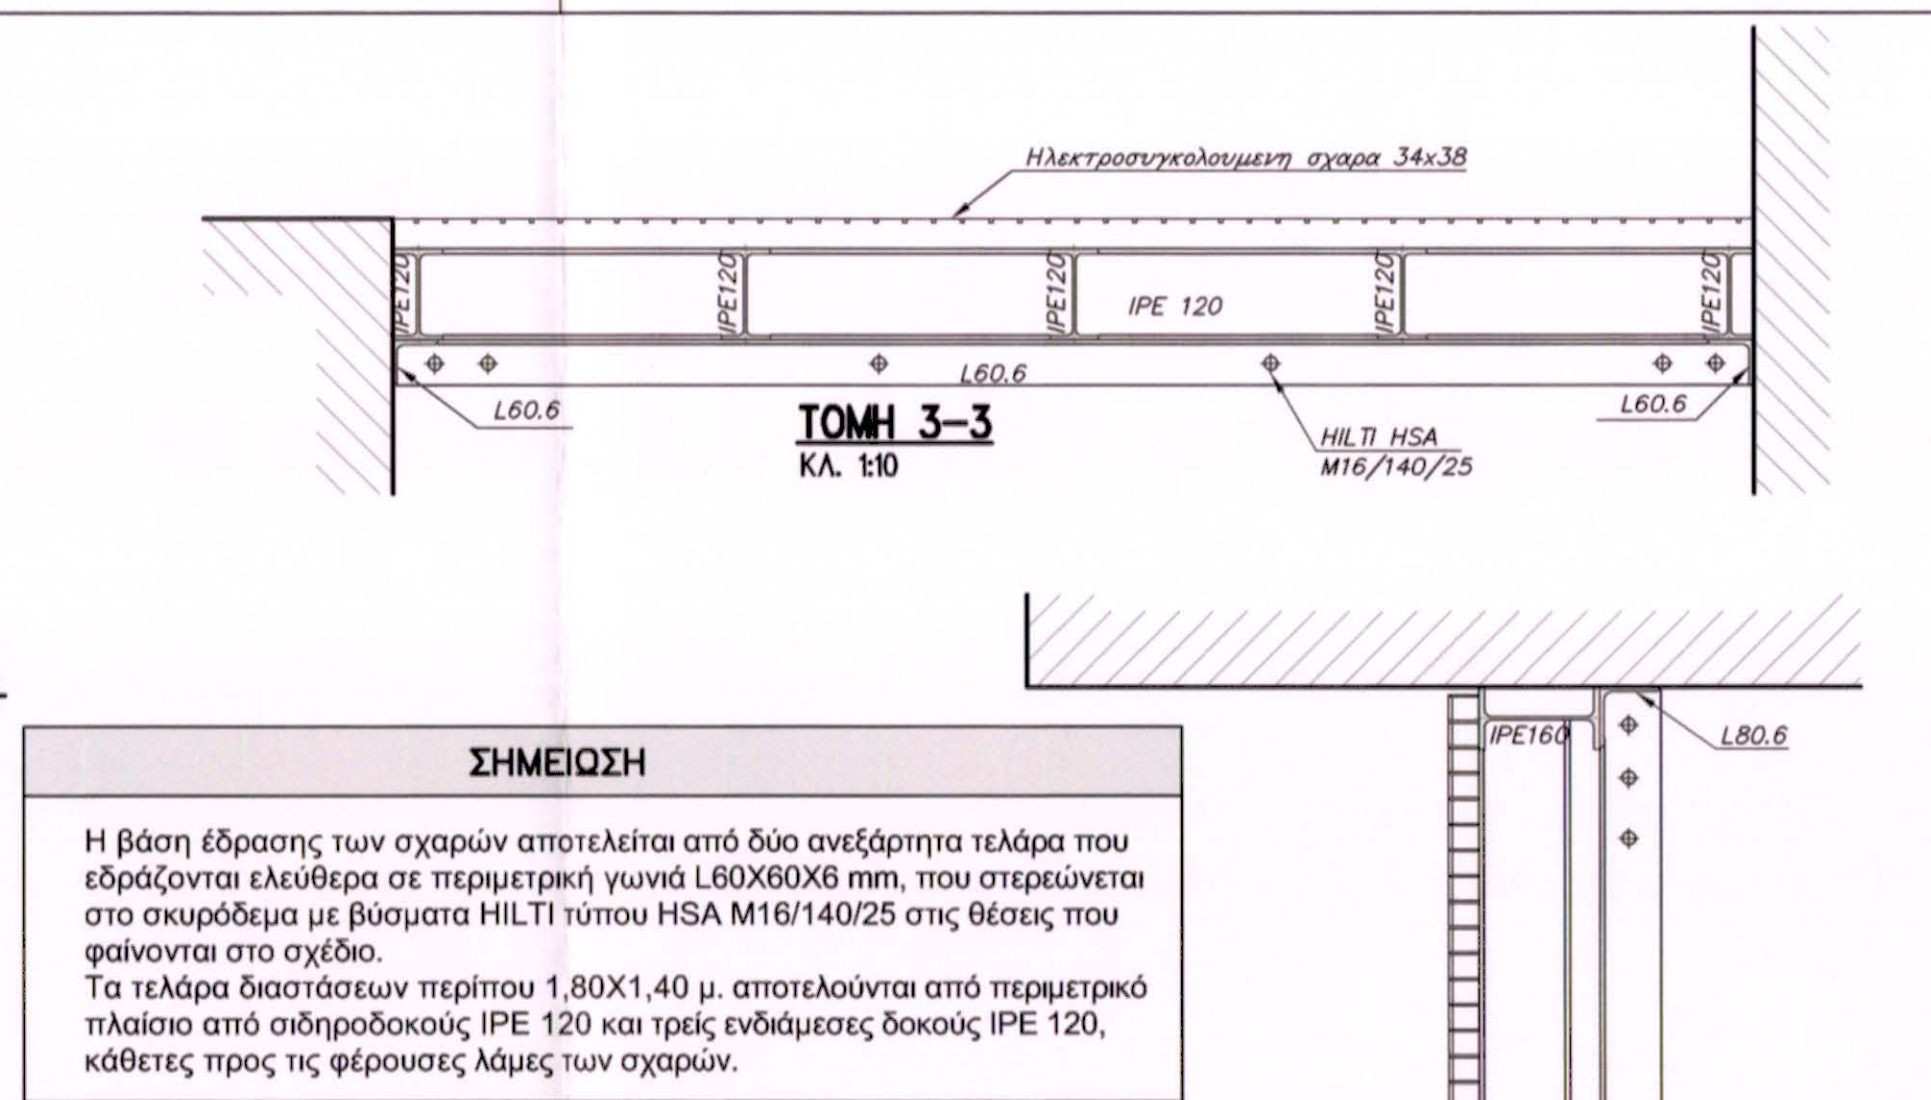 Ηλεκτροσυγκολουμενη σχαρα 34x38
IPE120
IPE120
IPE120
IPE 120
IPE120
IPE120
L60.6
L60.6
L60.6
ΤΟΜΗ 3-3
ΚΛ. 1:10
HILTI HSA
M16/140/25
IPE160
L80.6
ΣΗΜΕΙΩΣΗ
Η βάση έδρασης των σχαρών αποτελείται από δύο ανεξάρτητα τελάρα που
εδράζονται ελεύθερα σε περιμετρική γωνιά L60X60X6 mm, που στερεώνεται
στο σκυρόδεμα με βύσματα HILTI τύπου HSA M16/140/25 στις θέσεις που
φαίνονται στο σχέδιο.
Τα τελάρα διαστάσεων περίπου 1,80X1,40 μ. αποτελούνται από περιμετρικό
πλαίσιο από σιδηροδοκούς IPE 120 και τρείς ενδιάμεσες δοκούς IPE 120,
κάθετες προς τις φέρουσες λάμες των σχαρών.